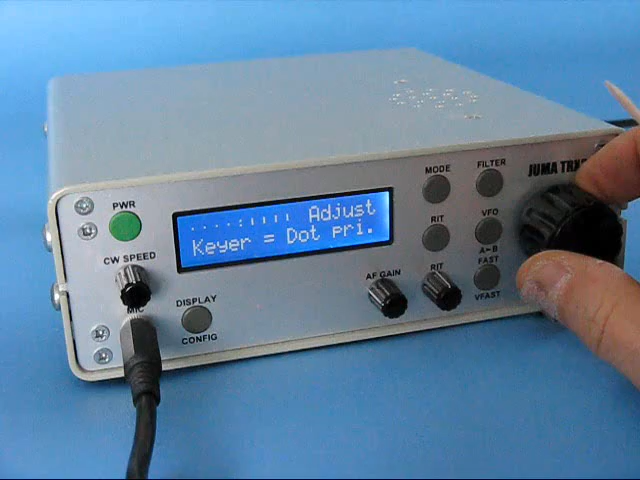 JUMA
MODE
FILTER
PWR
....:IIII Adjust
Keyer = Dot pri.
RIT
VFO
A=B
CW SPEED
FAST
AF GAIN
RIT
VFAST
DISPLAY
MIC
CONFIG